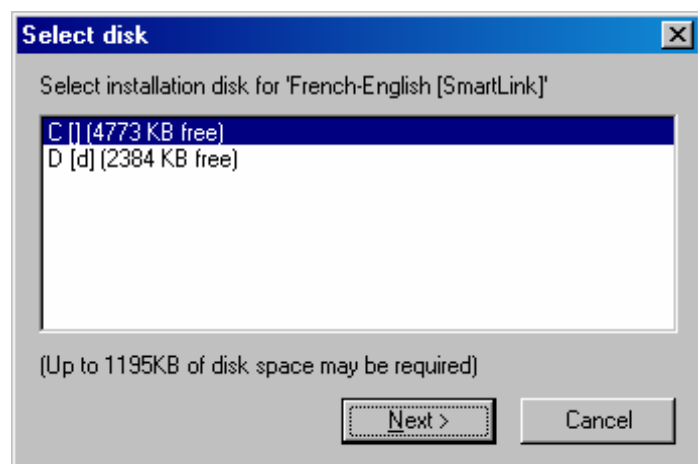 Select disk
Select installation disk for 'French-English [SmartLink]'
C [] (4773 KB free)
D [d] (2384 KB free)
(Up to 1195KB of disk space may be required)
Next >
Cancel